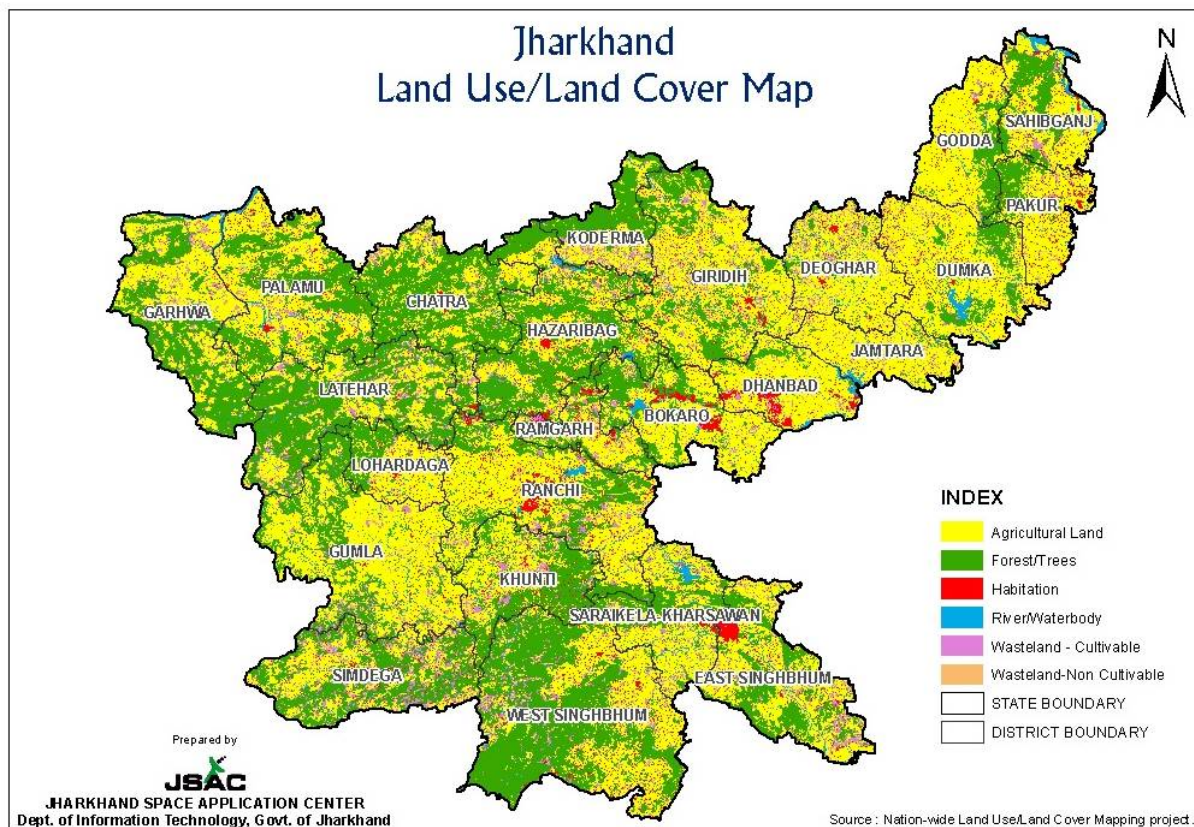 Jharkhand
Land Use/Land Cover Map
N
SAHIBGANJ
GODDA
PAKUR
KODERMA
DEOGHAR
DUMKA
GIRIDIH
PALAMU
CHATRA
GARHWA
HAZARIBAG
JAMTARA
LATEHAR
DHANBAD
BOKARO
RAMGARH
LOHARDAGA
RANCHI
GUMLA
KHUNTI
SARAIKELA-KHARSAWAN
SIMDEGA
EAST SINGHBHUM
WEST SINGHBHUM
INDEX
Agricultural Land
Forest/Trees
Habitation
River/Waterbody
Wasteland - Cultivable
Wasteland-Non Cultivable
STATE BOUNDARY
DISTRICT BOUNDARY
Prepared by
JSAC
JHARKHAND SPACE APPLICATION CENTER
Dept. of Information Technology, Govt. of Jharkhand
Source : Nation-wide Land Use/Land Cover Mapping project.